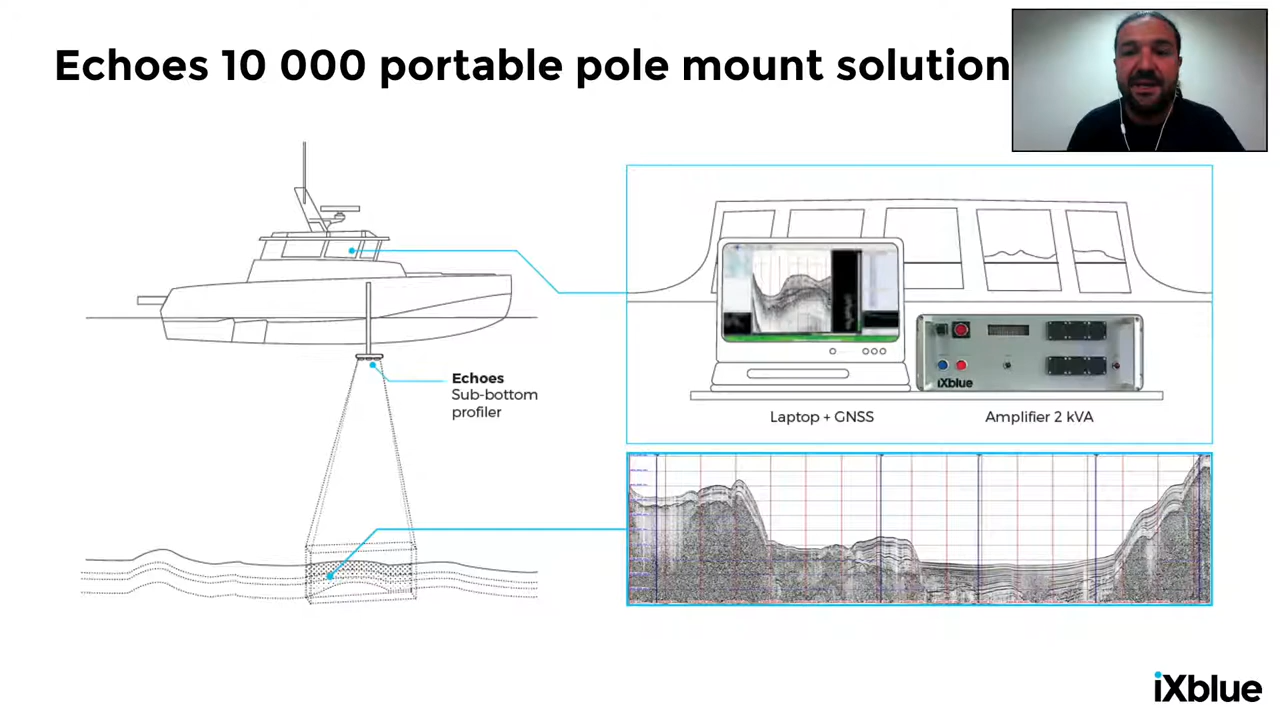 Echoes 10 000 portable pole mount solution
Echoes
Sub-bottom
profiler
iXblue
Laptop + GNSS
Amplifier 2 kVA
iXblue